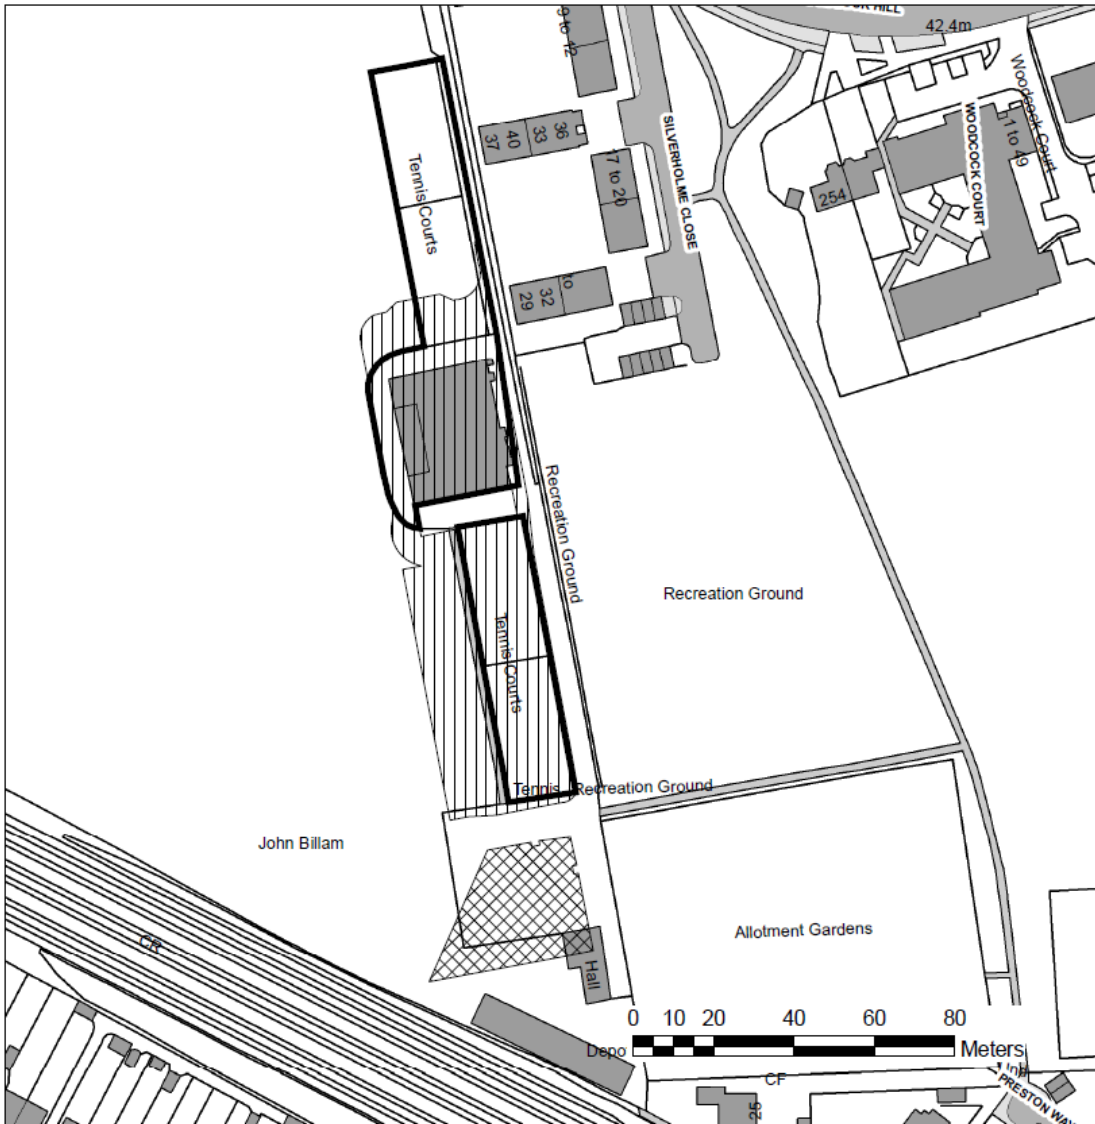 42.4m
9 to 12
Woodcock Court
1 to 49
WOODCOCK COURT
36
33
40
37
SILVERHOLME CLOSE
17 to 20
254
Tennis Courts
to
32
29
Recreation Ground
Recreation Ground
Tennis Courts
Tennis
Recreation Ground
John Billam
Allotment Gardens
CR
Hall
0 10 20 40 60 80
Depo
Meters
CF
PRESTON WAY
25